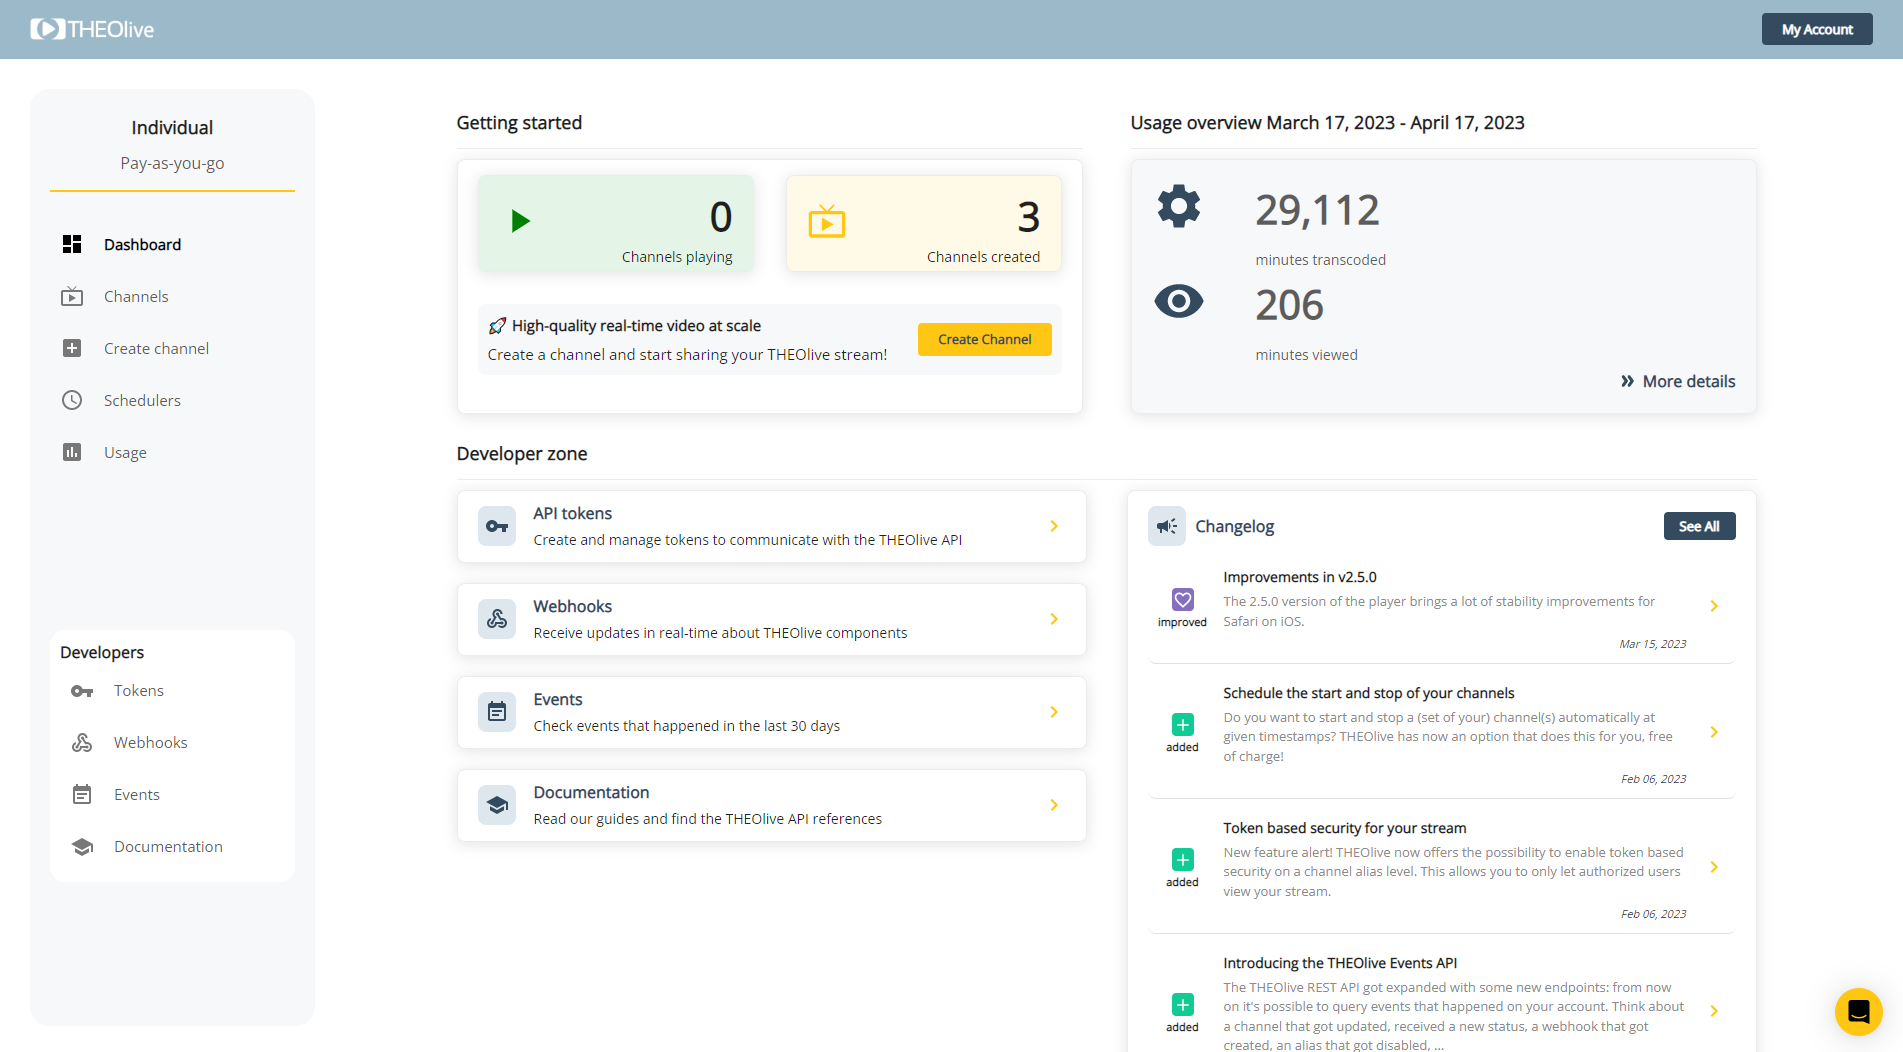 THEOlive
My Account
Individual
Pay-as-you-go
Dashboard
Channels
Create channel
Schedulers
Usage
Developers
Tokens
Webhooks
Events
Documentation
Getting started
0
Channels playing
3
Channels created
High-quality real-time video at scale
Create a channel and start sharing your THEOlive stream!
Create Channel
Usage overview March 17, 2023 - April 17, 2023
29,112
minutes transcoded
206
minutes viewed
More details
Developer zone
API tokens
Create and manage tokens to communicate with the THEOlive API
Webhooks
Receive updates in real-time about THEOlive components
Events
Check events that happened in the last 30 days
Documentation
Read our guides and find the THEOlive API references
Changelog
See All
improved
Improvements in v2.5.0
The 2.5.0 version of the player brings a lot of stability improvements for
Safari on iOS.
Mar 15, 2023
added
Schedule the start and stop of your channels
Do you want to start and stop a (set of your) channel(s) automatically at
given timestamps? THEOlive has now an option that does this for you, free
of charge!
Feb 06, 2023
added
Token based security for your stream
New feature alert! THEOlive now offers the possibility to enable token based
security on a channel alias level. This allows you to only let authorized users
view your stream.
Feb 06, 2023
added
Introducing the THEOlive Events API
The THEOlive REST API got expanded with some new endpoints: from now
on it's possible to query events that happened on your account. Think about
a channel that got updated, received a new status, a webhook that got
created, an alias that got disabled, ...